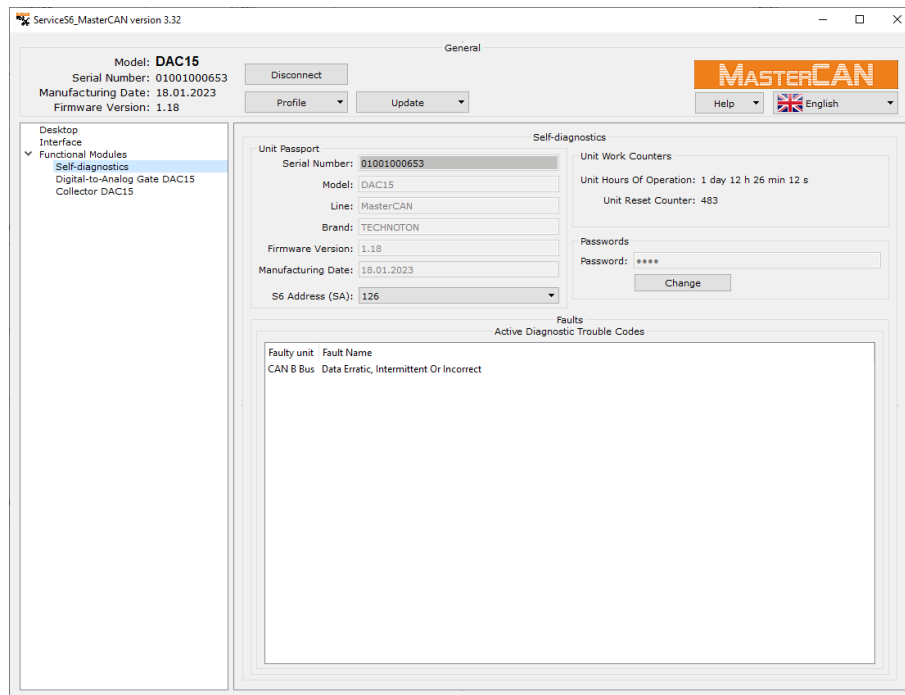 ServiceS6_MasterCAN version 3.32
General
Model: DAC15
Serial Number: 01001000653
Manufacturing Date: 18.01.2023
Firmware Version: 1.18
Disconnect
Profile
Update
MASTERCAN
Help
English
Desktop
Interface
Functional Modules
Self-diagnostics
Digital-to-Analog Gate DAC15
Collector DAC15
Self-diagnostics
Unit Passport
Serial Number: 01001000653
Model: DAC15
Line: MasterCAN
Brand: TECHNOTON
Firmware Version: 1.18
Manufacturing Date: 18.01.2023
S6 Address (SA): 126
Unit Work Counters
Unit Hours Of Operation: 1 day 12 h 26 min 12 s
Unit Reset Counter: 483
Passwords
Password: ••••
Change
Faults
Active Diagnostic Trouble Codes
Faulty unit Fault Name
CAN B Bus Data Erratic, Intermittent Or Incorrect